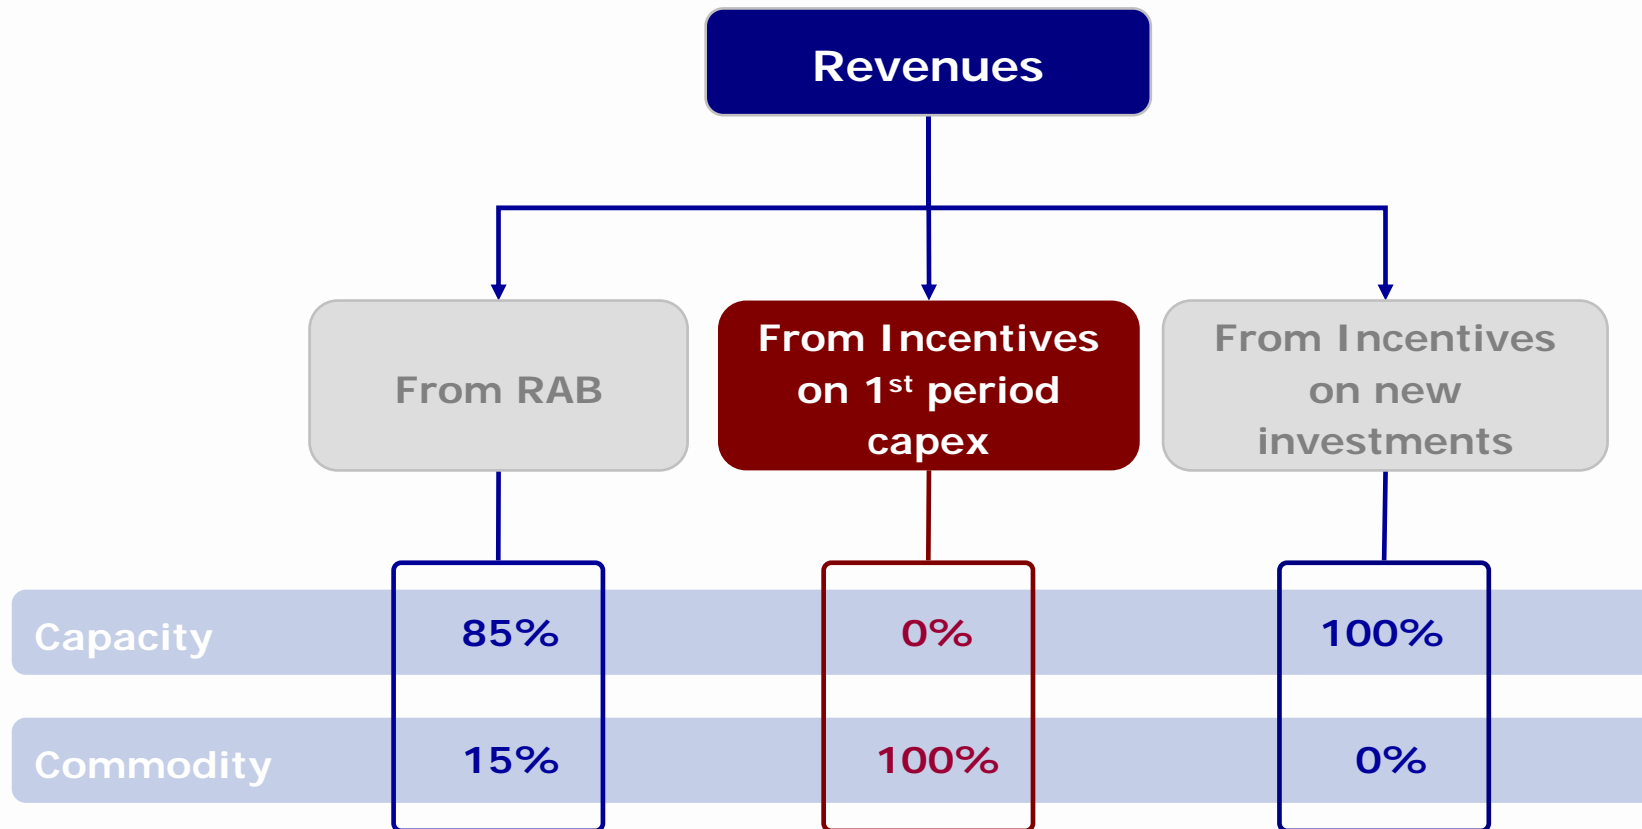 Revenues
From RAB
From Incentives
on 1st period
capex
From Incentives
on new
investments
Capacity 85% 0% 100%
Commodity 15% 100% 0%